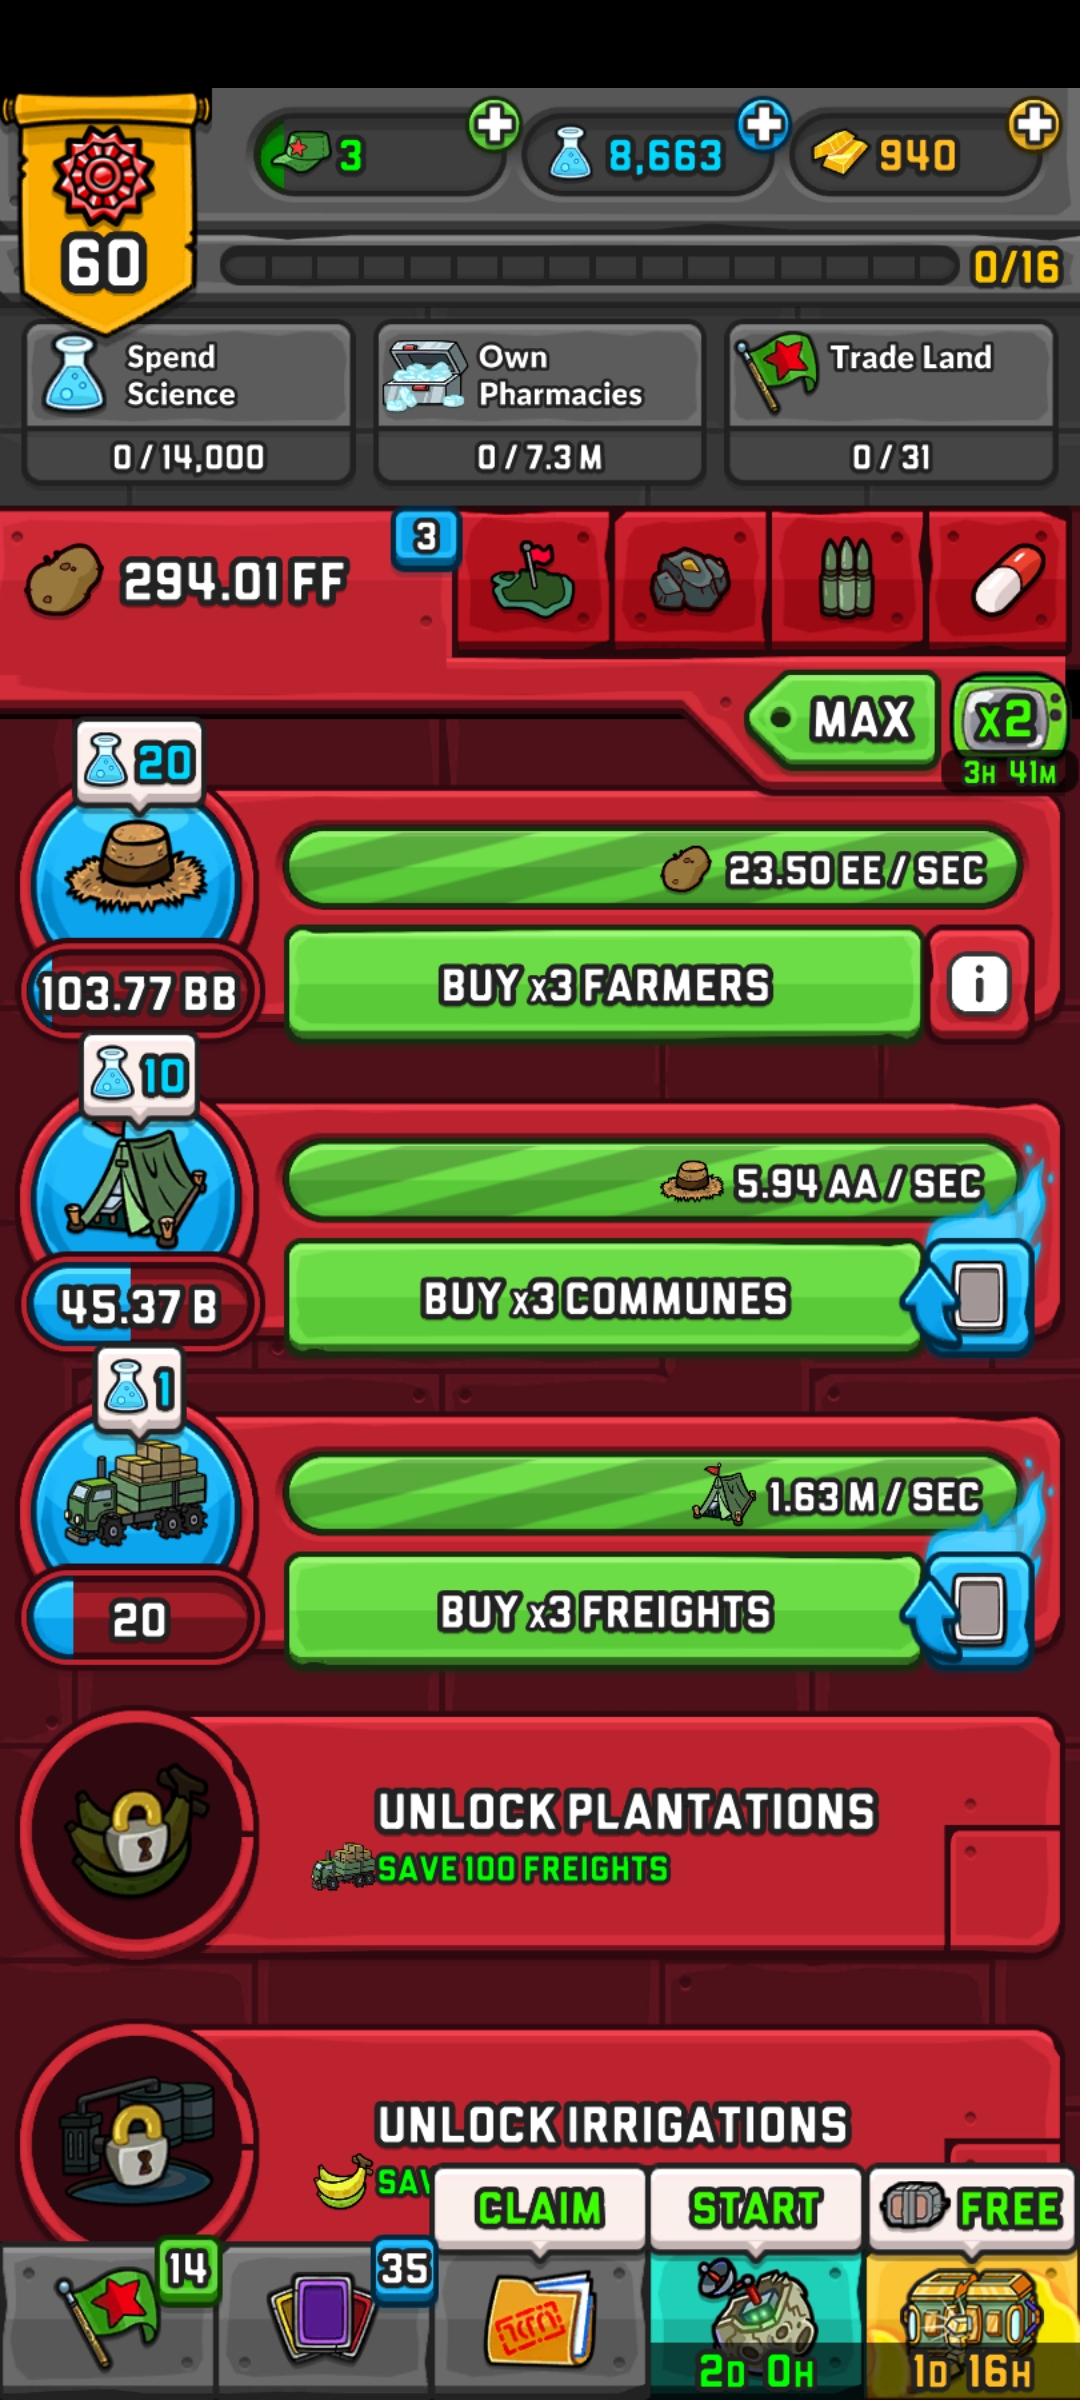 3
8,663
940
60
0/16
Spend
Science
0/14,000
Own
Pharmacies
0/7.3 M
Trade Land
0/31
294.01 FF
3
MAX
x2
3H 41M
20
23.50 EE / SEC
103.77 BB
BUY x3 FARMERS
i
10
5.94 AA / SEC
45.37 B
BUY x3 COMMUNES
1
1.63 M / SEC
20
BUY x3 FREIGHTS
UNLOCK PLANTATIONS
SAVE 100 FREIGHTS
UNLOCK IRRIGATIONS
CLAIM
START
FREE
14
35
2D 0H
1D 16H